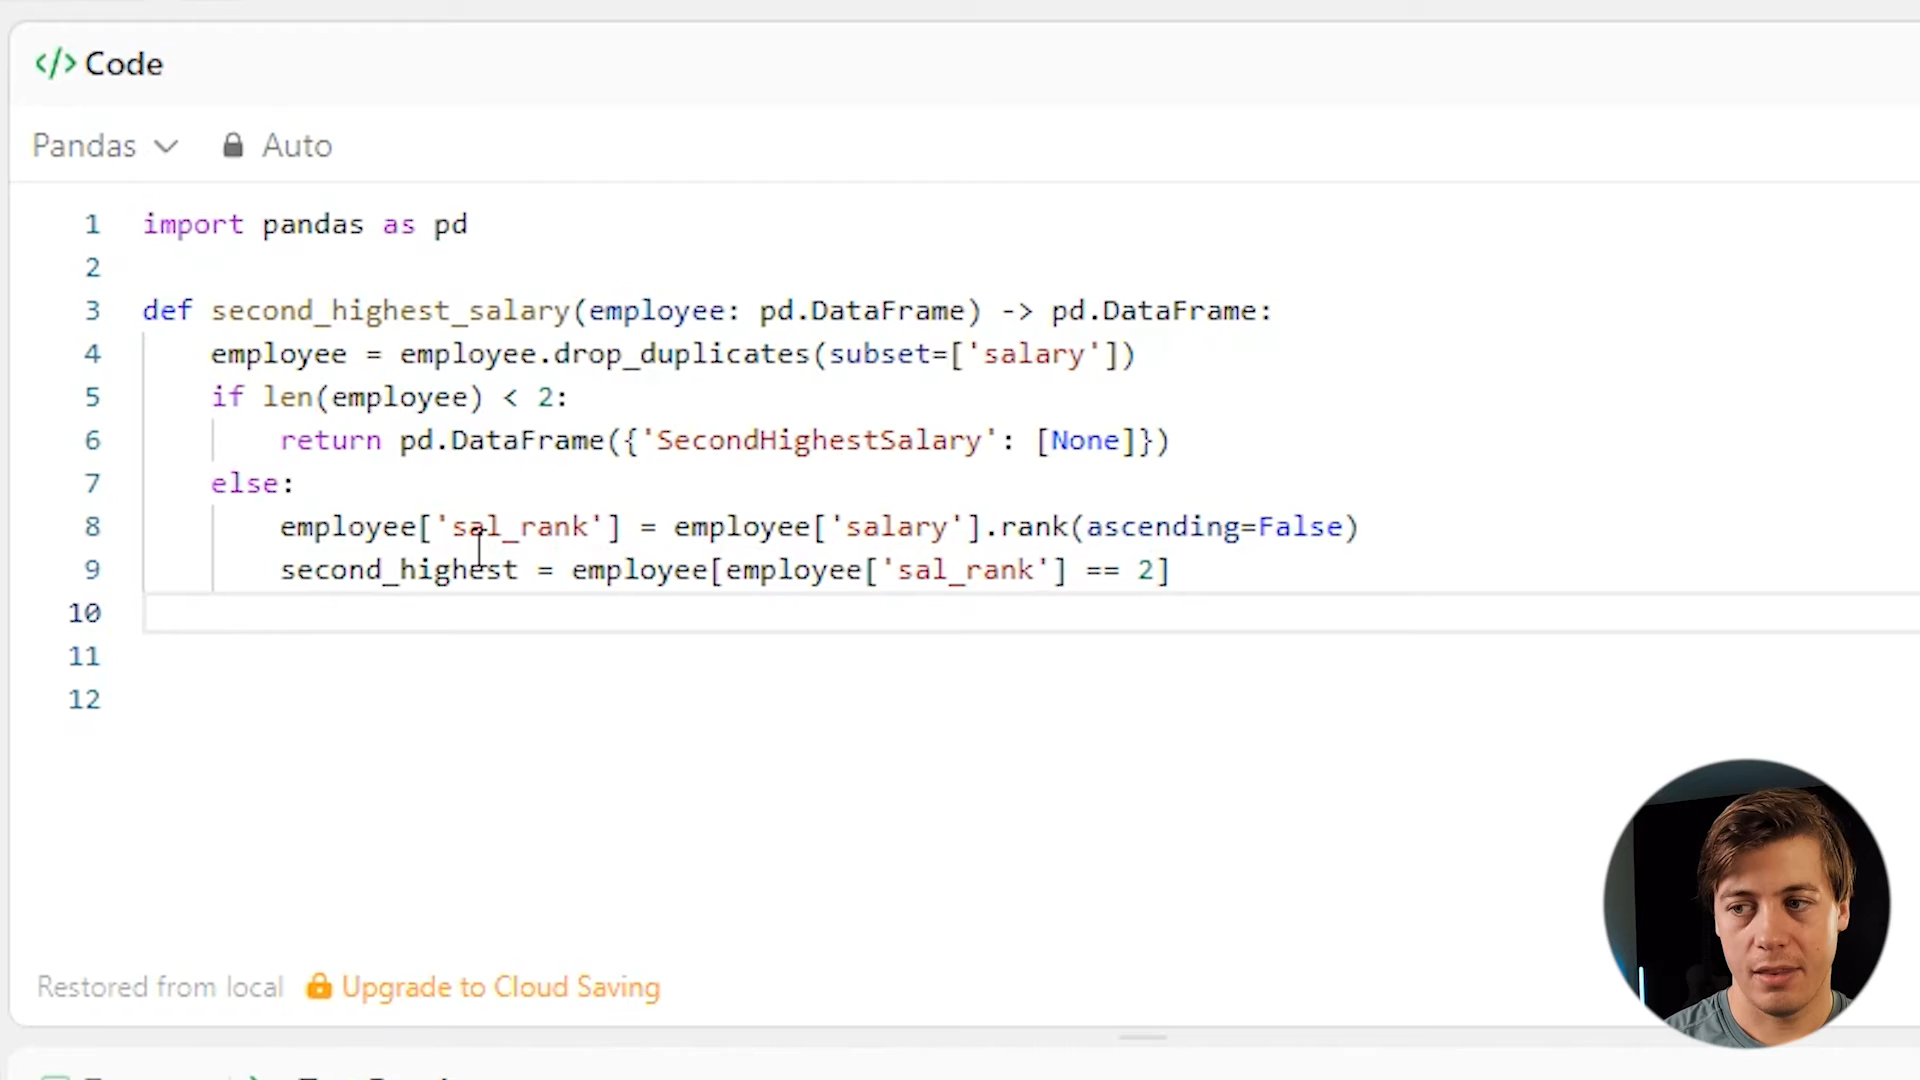 </> Code
Pandas Auto
1 import pandas as pd
2
3 def second_highest_salary(employee: pd.DataFrame) -> pd.DataFrame:
4 employee = employee.drop_duplicates(subset=['salary'])
5 if len(employee) < 2:
6 return pd.DataFrame({'SecondHighestSalary': [None]})
7 else:
8 employee['sal_rank'] = employee['salary'].rank(ascending=False)
9 second_highest = employee[employee['sal_rank'] == 2]
10
11
12
Restored from local Upgrade to Cloud Saving